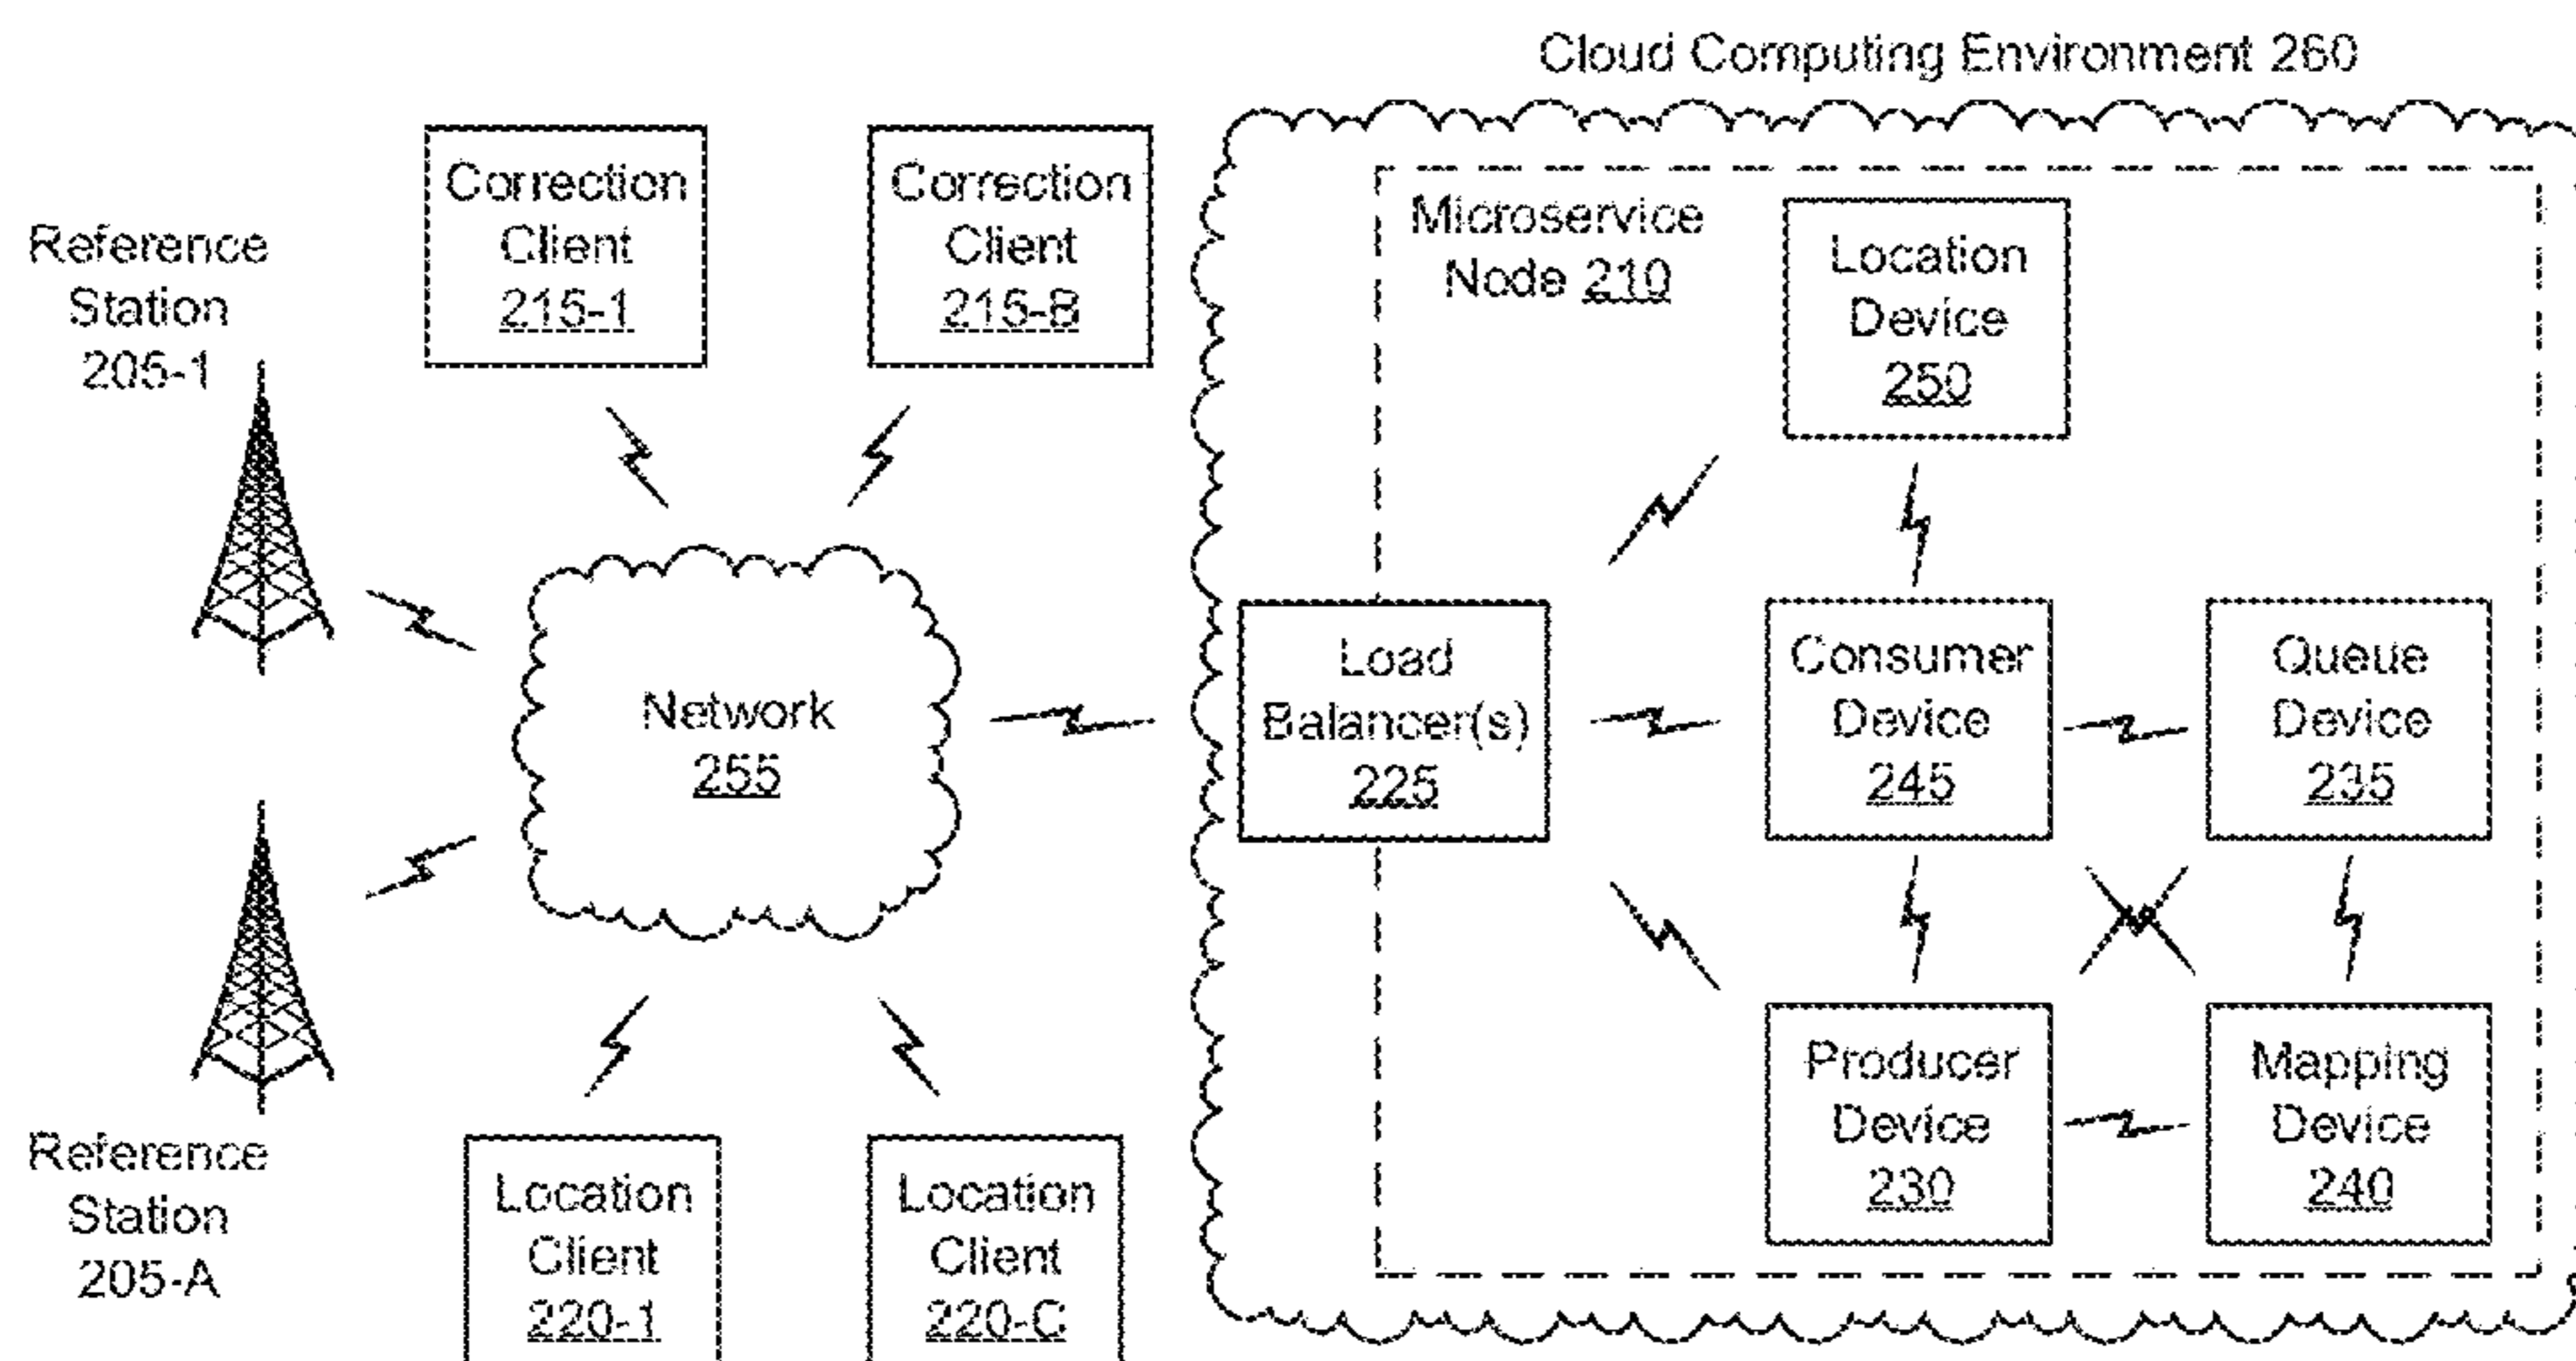 Cloud Computing Environment 260
Reference
Station
205-1
Correction
Client
215-1
Correction
Client
215-B
Microservice
Node 210
Location
Device
250
Network
255
Load
Balancer(s)
225
Consumer
Device
245
Queue
Device
235
Reference
Station
205-A
Location
Client
220-1
Location
Client
220-C
Producer
Device
230
Mapping
Device
240